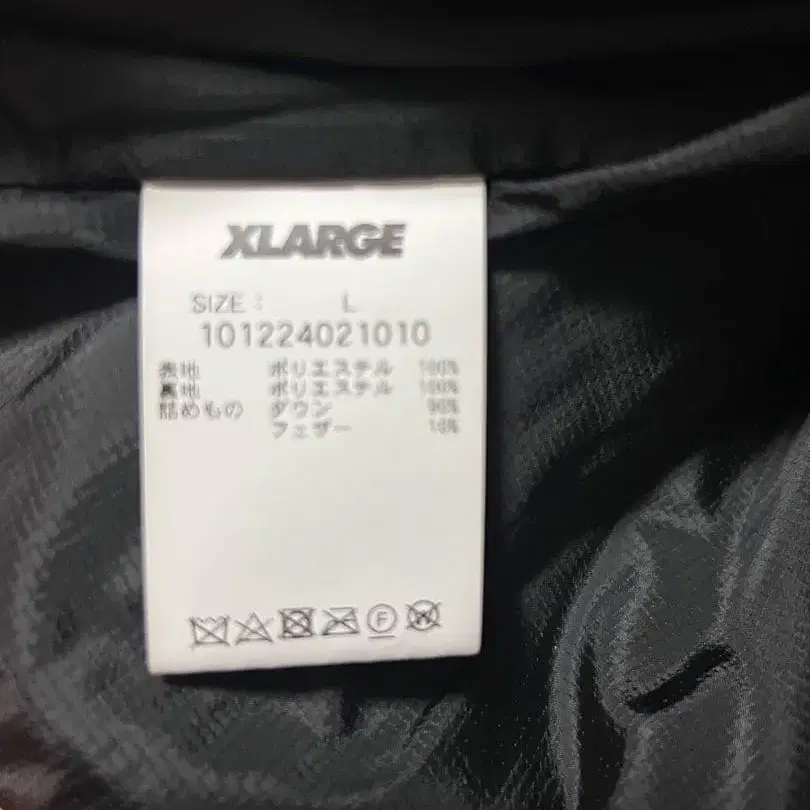 XLARGE
SIZE : L
101224021010
表地 ポリエステル 100%
裏地 ポリエステル 100%
詰めもの ダウン 90%
フェザー 10%